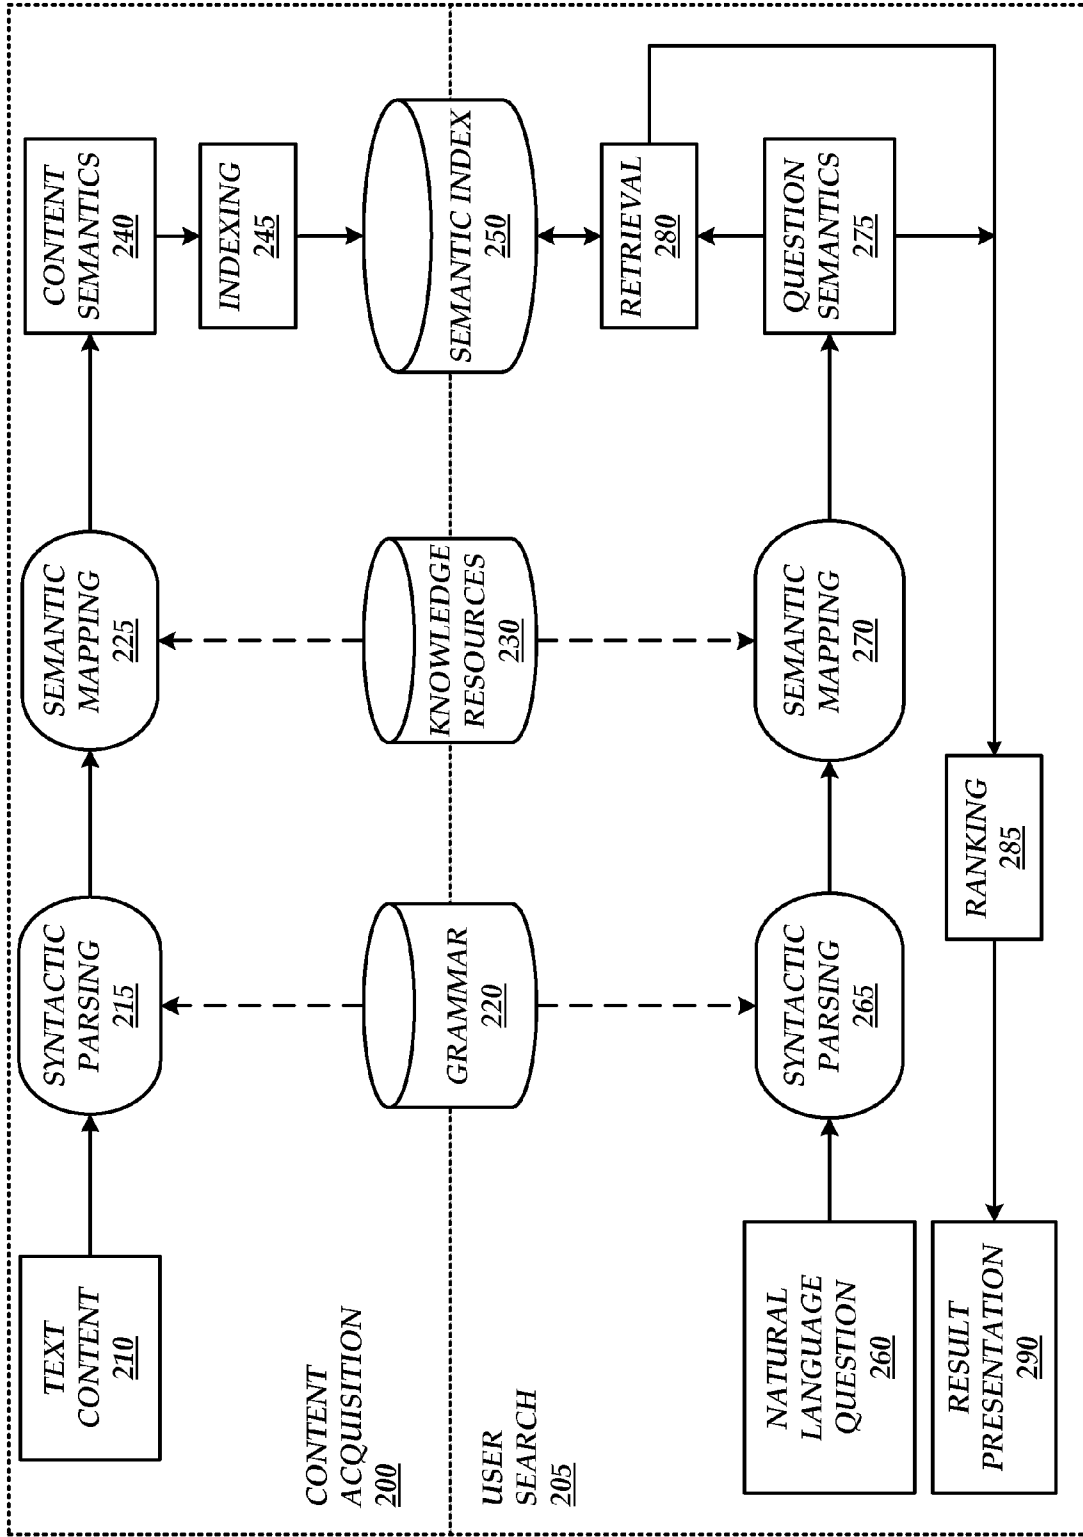 TEXT
CONTENT
210
SYNTACTIC
PARSING
215
SEMANTIC
MAPPING
225
CONTENT
SEMANTICS
240
INDEXING
245
CONTENT
ACQUISITION
200
GRAMMAR
220
KNOWLEDGE
RESOURCES
230
SEMANTIC INDEX
250
USER
SEARCH
205
RETRIEVAL
280
NATURAL
LANGUAGE
QUESTION
260
SYNTACTIC
PARSING
265
SEMANTIC
MAPPING
270
QUESTION
SEMANTICS
275
RESULT
PRESENTATION
290
RANKING
285